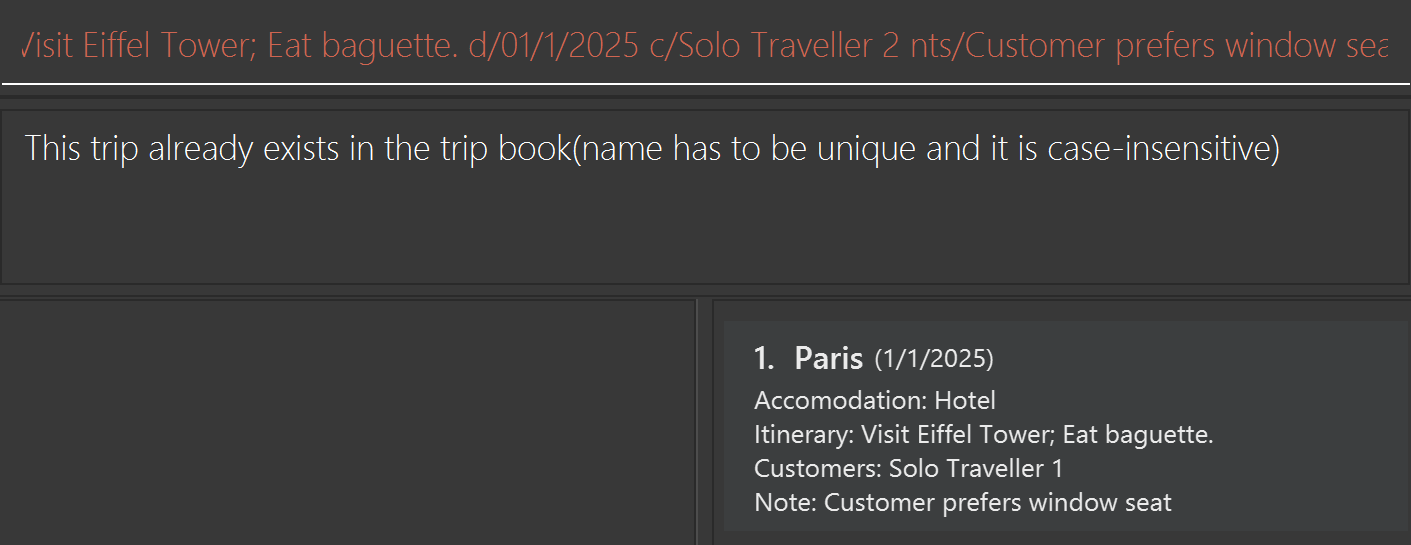 Visit Eiffel Tower; Eat baguette. d/01/1/2025 c/Solo Traveller 2 nts/Customer prefers window sea
This trip already exists in the trip book(name has to be unique and it is case-insensitive)
1. Paris (1/1/2025)
Accomodation: Hotel
Itinerary: Visit Eiffel Tower; Eat baguette.
Customers: Solo Traveller 1
Note: Customer prefers window seat